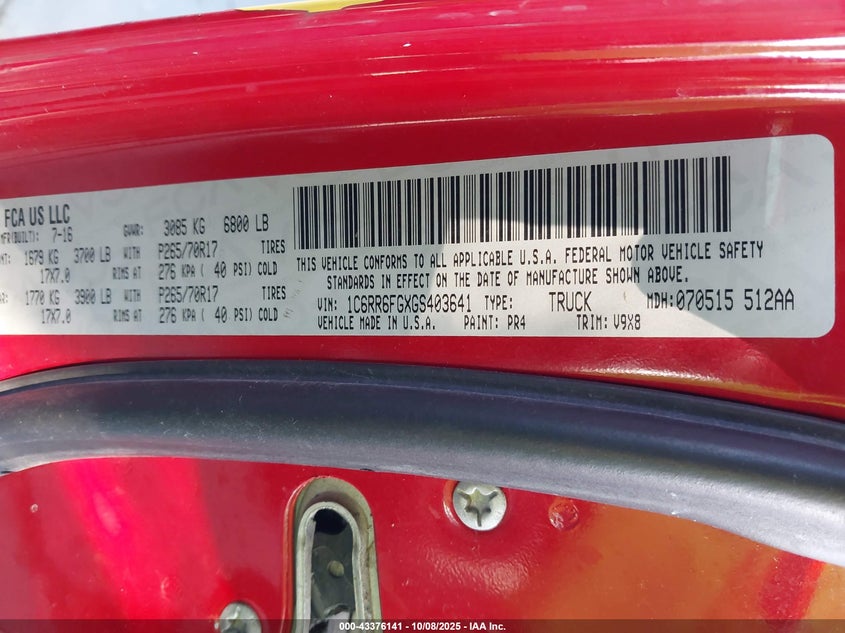 FCA US LLC
MFR(BUILT): 7-16 GVWR: 3085 KG 6800 LB
NT: 1679 KG 3700 LB WITH P265/70R17 TIRES
17X7.0 RIMS AT 276 KPA ( 40 PSI) COLD
AR: 1770 KG 3900 LB WITH P265/70R17 TIRES
17X7.0 RIMS AT 276 KPA ( 40 PSI) COLD
THIS VEHICLE CONFORMS TO ALL APPLICABLE U.S.A. FEDERAL MOTOR VEHICLE SAFETY
STANDARDS IN EFFECT ON THE DATE OF MANUFACTURE SHOWN ABOVE.
VIN: 1C6RR6FGXGS403641 TYPE: TRUCK MDH: 070515 512AA
VEHICLE MADE IN U.S.A. PAINT: PR4 TRIM: V9X8
000-43376141 - 10/08/2025 - IAA Inc.